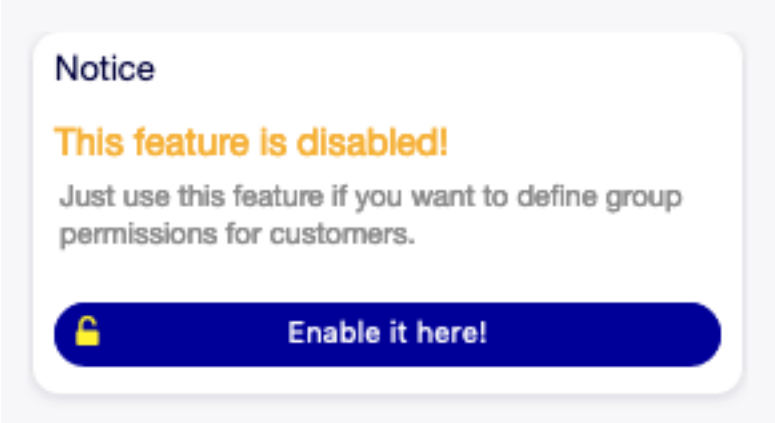 Notice
This feature is disabled!
Just use this feature if you want to define group
permissions for customers.
Enable it here!